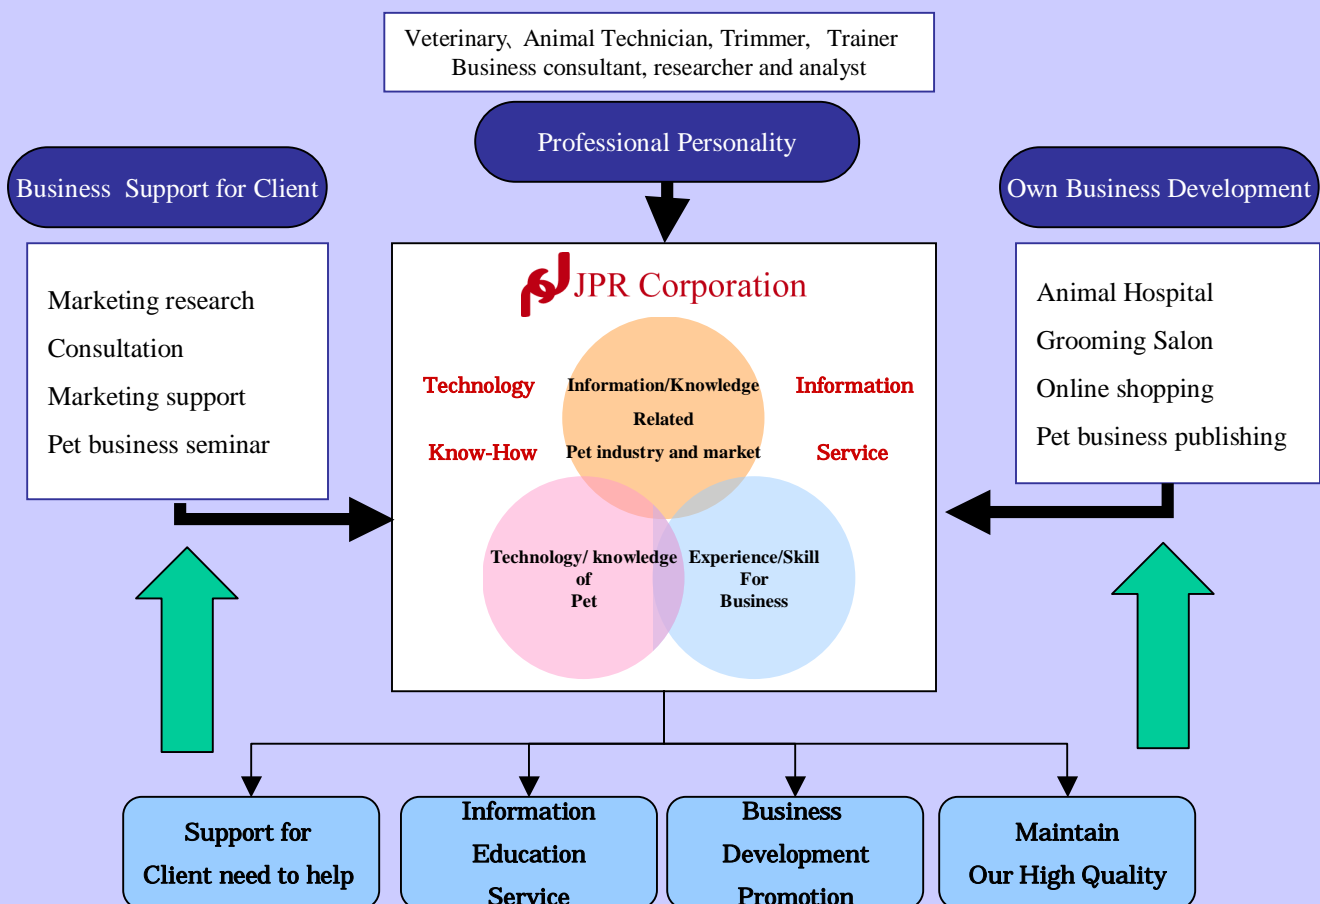 Veterinary、Animal Technician, Trimmer, Trainer
Business consultant, researcher and analyst
Professional Personality
Business Support for Client
Own Business Development
Marketing research
Consultation
Marketing support
Pet business seminar
JPR Corporation
Technology
Know-How
Information/Knowledge
Related
Pet industry and market
Information
Service
Technology/ knowledge
of
Pet
Experience/Skill
For
Business
Animal Hospital
Grooming Salon
Online shopping
Pet business publishing
Support for
Client need to help
Information
Education
Service
Business
Development
Promotion
Maintain
Our High Quality